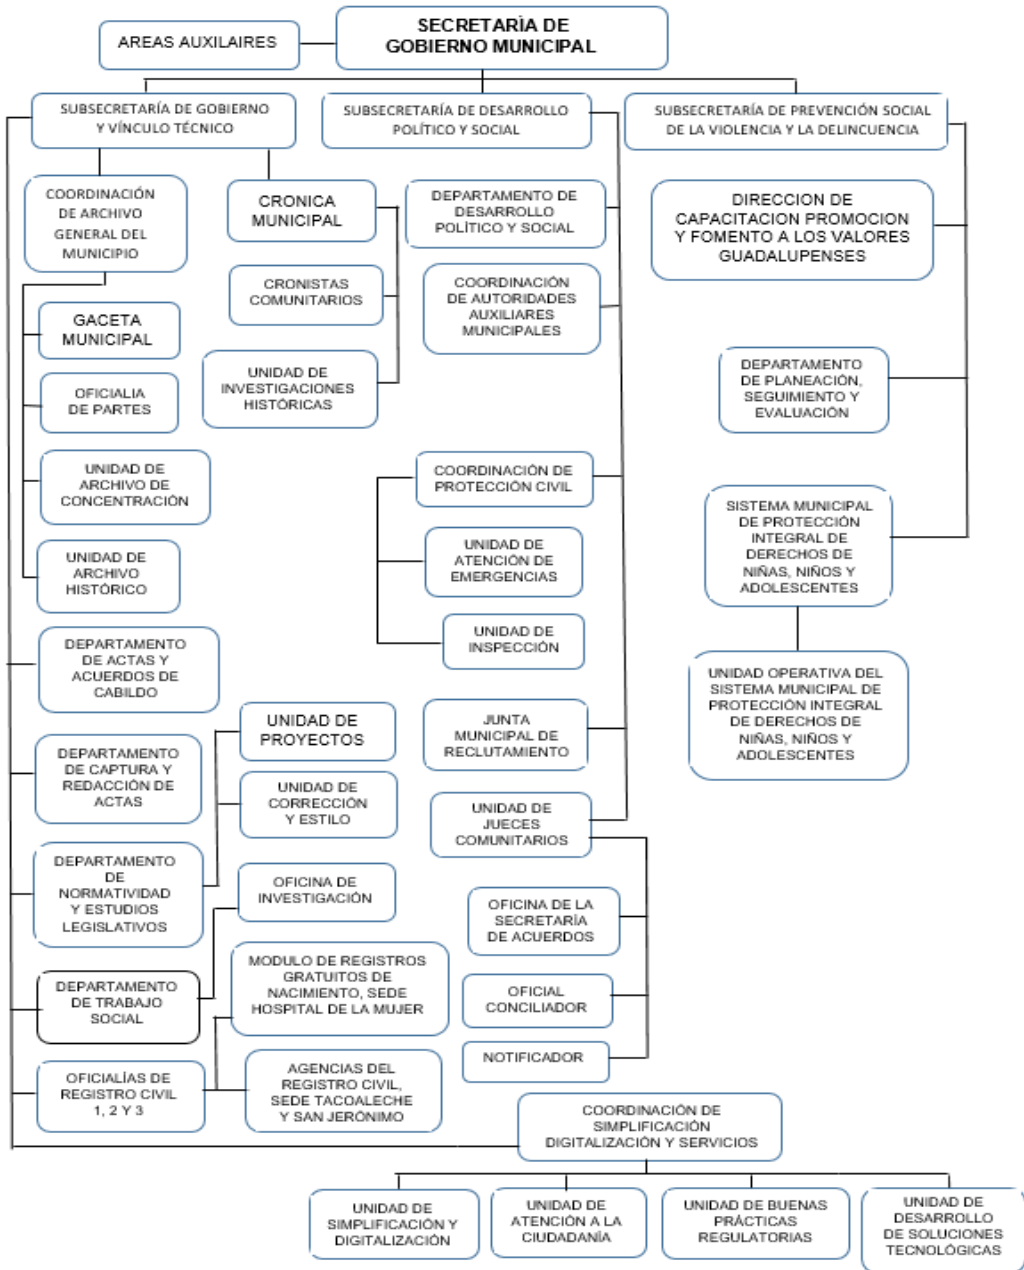 AREAS AUXILAIRES
SECRETARÌA DE
GOBIERNO MUNICIPAL
SUBSECRETARÍA DE GOBIERNO
Y VÍNCULO TÉCNICO
SUBSECRETARÍA DE DESARROLLO
POLÍTICO Y SOCIAL
SUBSECRETARÍA DE PREVENCIÓN SOCIAL
DE LA VIOLENCIA Y LA DELINCUENCIA
COORDINACIÓN
DE ARCHIVO
GENERAL DEL
MUNICIPIO
CRONICA
MUNICIPAL
DEPARTAMENTO DE
DESARROLLO
POLÍTICO Y SOCIAL
DIRECCION DE
CAPACITACION PROMOCION
Y FOMENTO A LOS VALORES
GUADALUPENSES
CRONISTAS
COMUNITARIOS
COORDINACIÓN
DE AUTORIDADES
AUXILIARES
MUNICIPALES
GACETA
MUNICIPAL
UNIDAD DE
INVESTIGACIONES
HISTÓRICAS
DEPARTAMENTO
DE PLANEACIÓN,
SEGUIMIENTO Y
EVALUACIÓN
OFICIALIA
DE PARTES
UNIDAD DE
ARCHIVO DE
CONCENTRACIÓN
COORDINACIÓN DE
PROTECCIÓN CIVIL
SISTEMA MUNICIPAL
DE PROTECCIÓN
INTEGRAL DE
DERECHOS DE
NIÑAS, NIÑOS Y
ADOLESCENTES
UNIDAD DE
ARCHIVO
HISTÓRICO
UNIDAD DE
ATENCIÓN DE
EMERGENCIAS
UNIDAD DE
INSPECCIÓN
DEPARTAMENTO
DE ACTAS Y
ACUERDOS DE
CABILDO
UNIDAD OPERATIVA DEL
SISTEMA MUNICIPAL DE
PROTECCIÓN INTEGRAL
DE DERECHOS DE
NIÑAS, NIÑOS Y
ADOLESCENTES
UNIDAD DE
PROYECTOS
JUNTA
MUNICIPAL DE
RECLUTAMIENTO
DEPARTAMENTO
DE CAPTURA Y
REDACCIÓN DE
ACTAS
UNIDAD DE
CORRECCIÓN
Y ESTILO
UNIDAD DE
JUECES
COMUNITARIOS
DEPARTAMENTO
DE
NORMATIVIDAD
Y ESTUDIOS
LEGISLATIVOS
OFICINA DE
INVESTIGACIÓN
OFICINA DE LA
SECRETARÍA
DE ACUERDOS
DEPARTAMENTO
DE TRABAJO
SOCIAL
MODULO DE REGISTROS
GRATUITOS DE
NACIMIENTO, SEDE
HOSPITAL DE LA MUJER
OFICIAL
CONCILIADOR
NOTIFICADOR
OFICIALÍAS DE
REGISTRO CIVIL
1, 2 Y 3
AGENCIAS DEL
REGISTRO CIVIL,
SEDE TACOALECHE
Y SAN JERÓNIMO
COORDINACIÓN DE
SIMPLIFICACIÓN
DIGITALIZACIÓN Y SERVICIOS
UNIDAD DE
SIMPLIFICACIÓN Y
DIGITALIZACIÓN
UNIDAD DE
ATENCIÓN A LA
CIUDADANÍA
UNIDAD DE BUENAS
PRÁCTICAS
REGULATORIAS
UNIDAD DE
DESARROLLO
DE SOLUCIONES
TECNOLÓGICAS